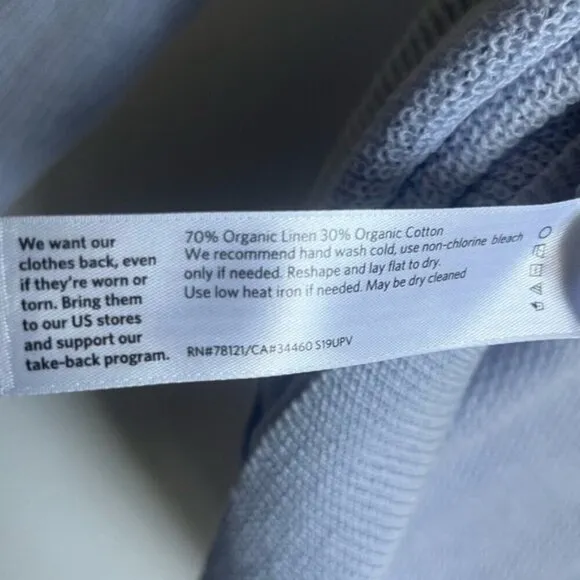 We want our
clothes back, even
if they're worn or
torn. Bring them
to our US stores
and support our
take-back program.
70% Organic Linen 30% Organic Cotton
We recommend hand wash cold, use non-chlorine bleach
only if needed. Reshape and lay flat to dry.
Use low heat iron if needed. May be dry cleaned
RN#78121/CA#34460 S19UPV